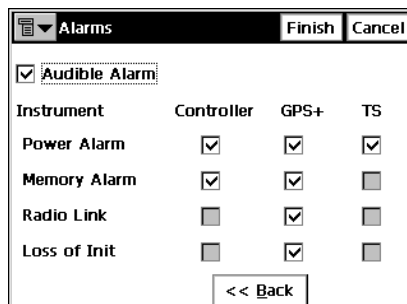 Alarms Finish Cancel
Audible Alarm
Instrument Controller GPS+ TS
Power Alarm
Memory Alarm
Radio Link
Loss of Init
<< Back